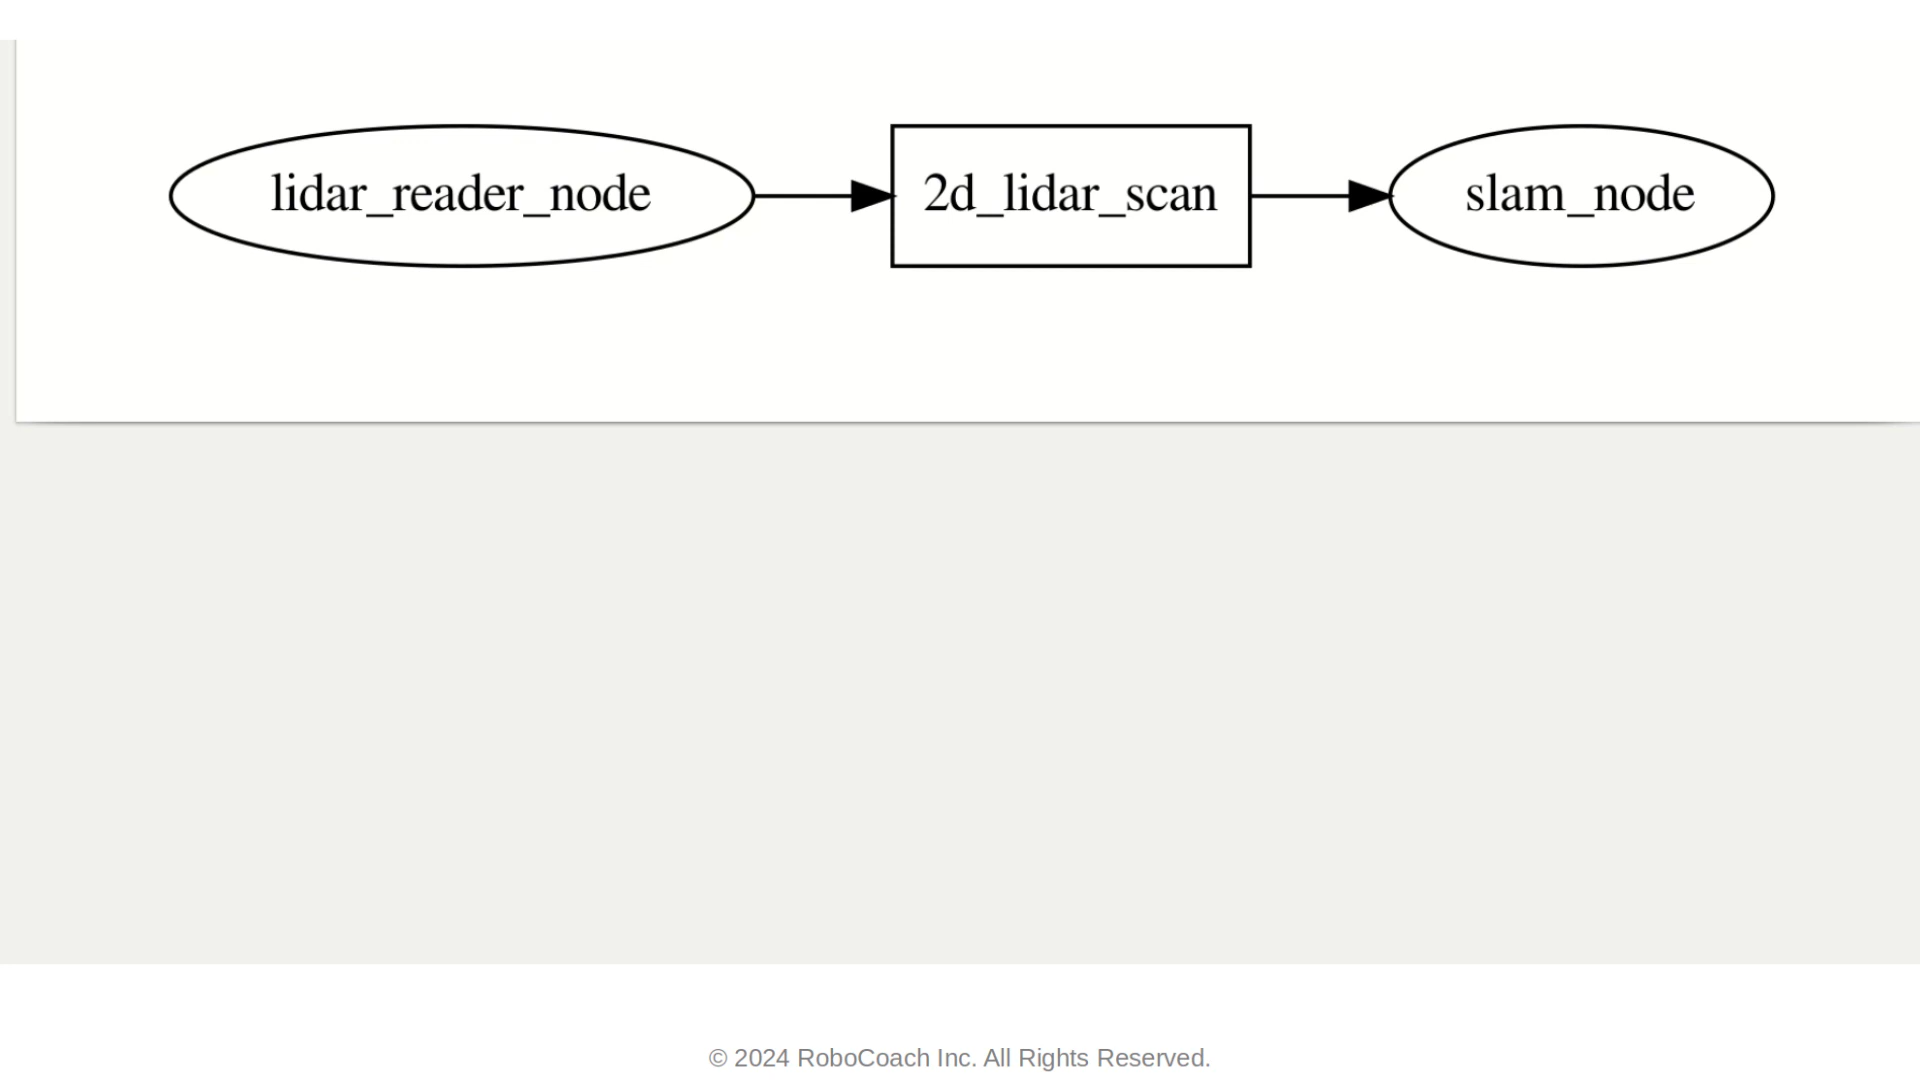 lidar_reader_node 2d_lidar_scan slam_node
© 2024 RoboCoach Inc. All Rights Reserved.